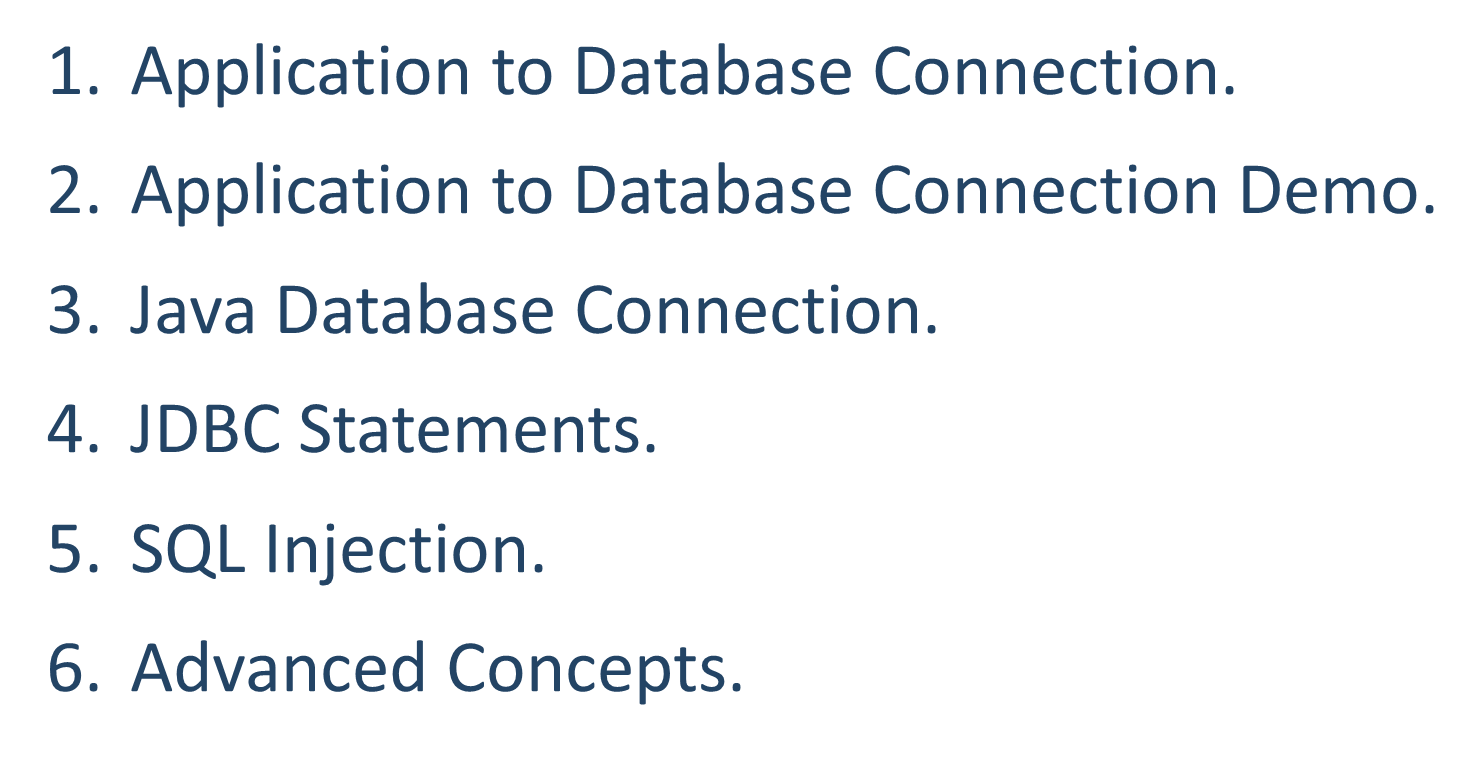 1. Application to Database Connection.
2. Application to Database Connection Demo.
3. Java Database Connection.
4. JDBC Statements.
5. SQL Injection.
6. Advanced Concepts.